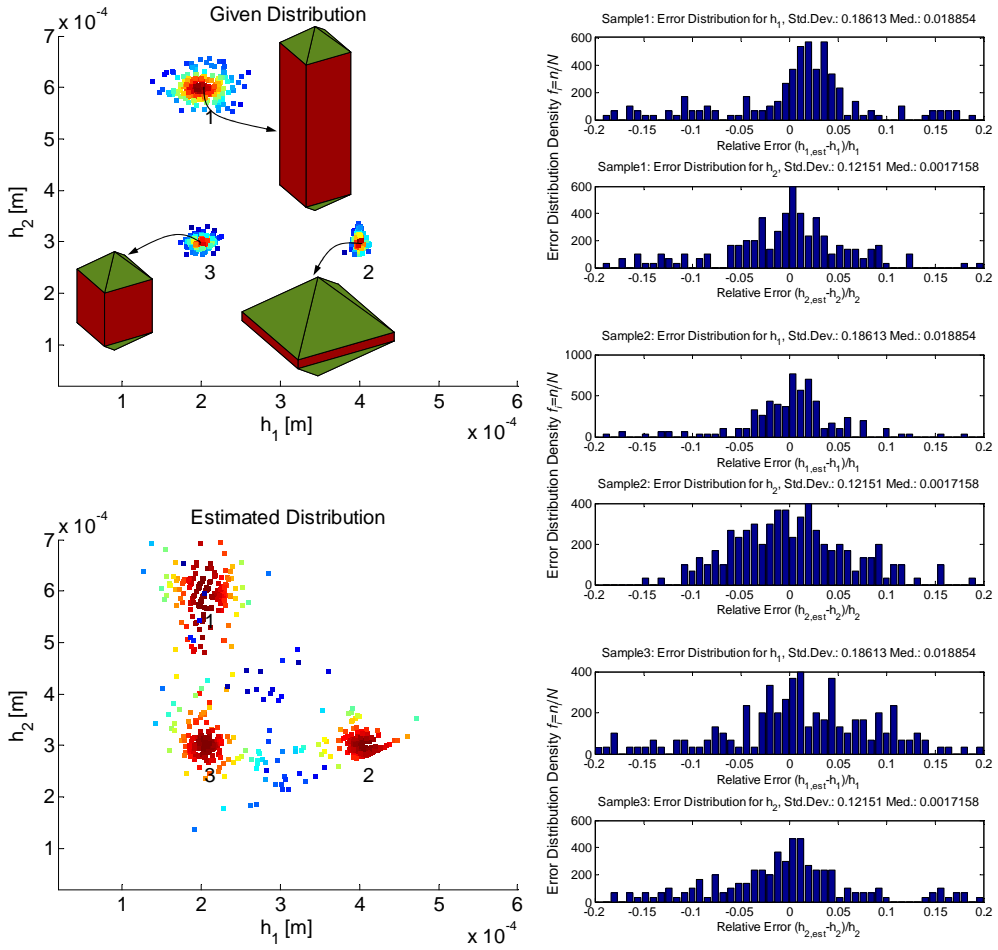 Given Distribution
x 10⁻⁴
7
6
5
4
3
2
1
h₂ [m]
1
3
2
1 2 3 4 5 6
h₁ [m]
x 10⁻⁴
Estimated Distribution
x 10⁻⁴
7
6
5
4
3
2
1
h₂ [m]
1
3
2
1 2 3 4 5 6
h₁ [m]
x 10⁻⁴
Sample1: Error Distribution for h₁, Std.Dev.: 0.18613 Med.: 0.018854
600
400
200
0
-0.2 -0.15 -0.1 -0.05 0 0.05 0.1 0.15 0.2
Relative Error (h₁,est-h₁)/h₁
Sample1: Error Distribution for h₂, Std.Dev.: 0.12151 Med.: 0.0017158
600
400
200
0
-0.2 -0.15 -0.1 -0.05 0 0.05 0.1 0.15 0.2
Relative Error (h₂,est-h₂)/h₂
Error Distribution Density fᵢ=n/N
Sample2: Error Distribution for h₁, Std.Dev.: 0.18613 Med.: 0.018854
1000
500
0
-0.2 -0.15 -0.1 -0.05 0 0.05 0.1 0.15 0.2
Relative Error (h₁,est-h₁)/h₁
Sample2: Error Distribution for h₂, Std.Dev.: 0.12151 Med.: 0.0017158
400
200
0
-0.2 -0.15 -0.1 -0.05 0 0.05 0.1 0.15 0.2
Relative Error (h₂,est-h₂)/h₂
Error Distribution Density fᵢ=n/N
Sample3: Error Distribution for h₁, Std.Dev.: 0.18613 Med.: 0.018854
400
200
0
-0.2 -0.15 -0.1 -0.05 0 0.05 0.1 0.15 0.2
Relative Error (h₁,est-h₁)/h₁
Sample3: Error Distribution for h₂, Std.Dev.: 0.12151 Med.: 0.0017158
600
400
200
0
-0.2 -0.15 -0.1 -0.05 0 0.05 0.1 0.15 0.2
Relative Error (h₂,est-h₂)/h₂
Error Distribution Density fᵢ=n/N